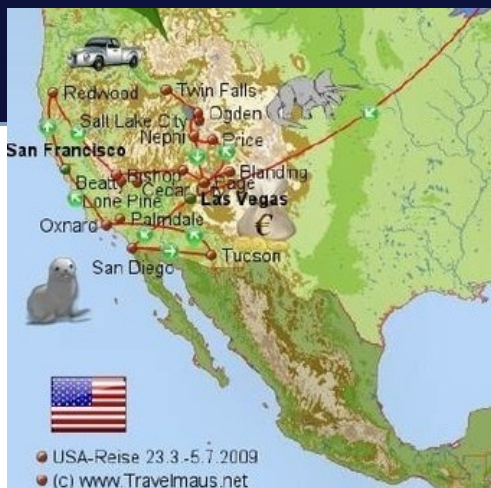 Redwood
Twin Falls
Ogden
Salt Lake City
Nephi
Price
San Francisco
Bishop
Blanding
Beatty
Cedar
Page
Lone Pine
Las Vegas
Oxnard
Palmdale
€
San Diego
Tucson
USA-Reise 23.3.-5.7.2009
(c) www.Travelmaus.net